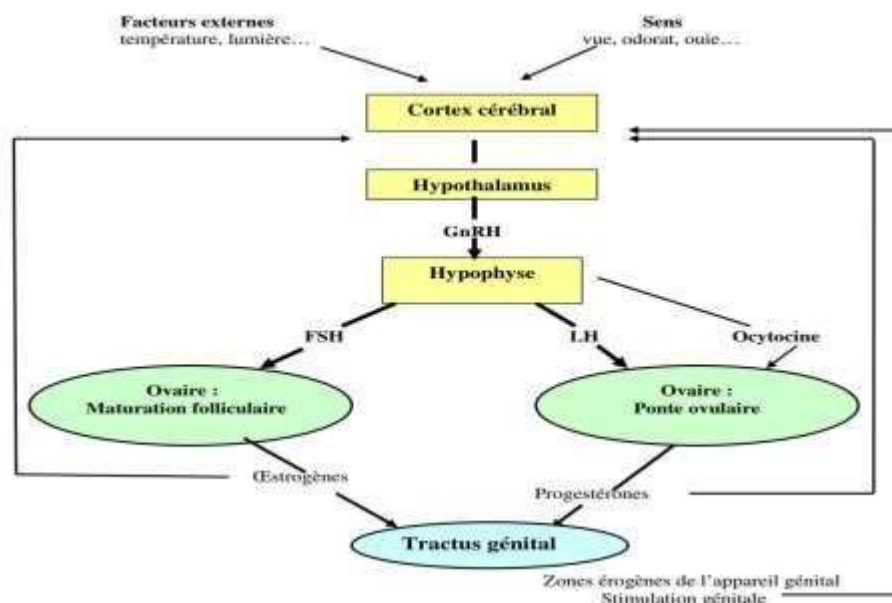 Facteurs externes
température, lumière…
Sens
vue, odorat, ouie…
Cortex cérébral
Hypothalamus
GnRH
Hypophyse
FSH
LH
Ocytocine
Ovaire :
Maturation folliculaire
Ovaire :
Ponte ovulaire
Œstrogènes
Progestérones
Tractus génital
Zones érogènes de l'appareil génital
Stimulation génitale